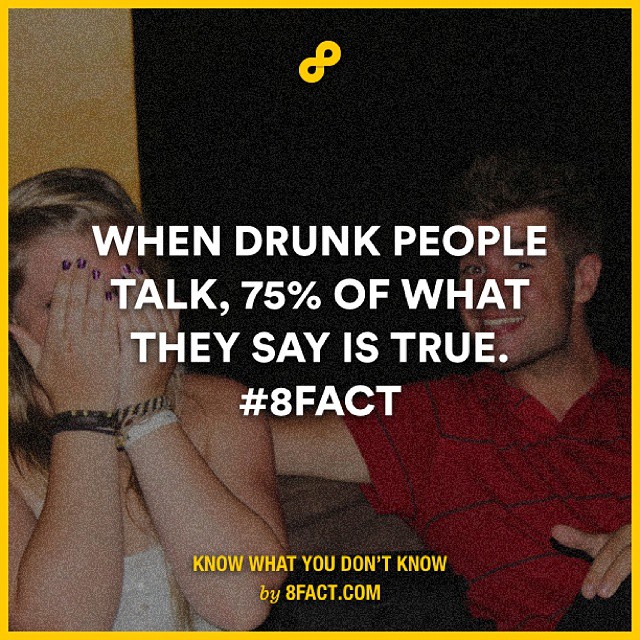 WHEN DRUNK PEOPLE
TALK, 75% OF WHAT
THEY SAY IS TRUE.
#8FACT
KNOW WHAT YOU DON'T KNOW
by 8FACT.COM